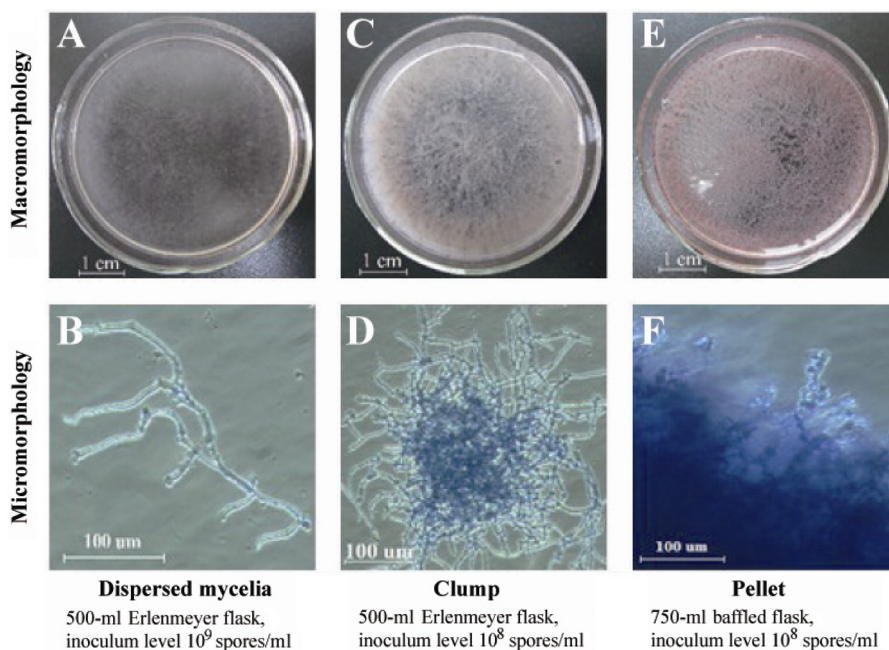 A
C
E
Macromorphology
1 cm
1 cm
1 cm
B
D
F
Micromorphology
100 um
100 um
100 um
Dispersed mycelia
Clump
Pellet
500-ml Erlenmeyer flask,
inoculum level 10⁹ spores/ml
500-ml Erlenmeyer flask,
inoculum level 10⁸ spores/ml
750-ml baffled flask,
inoculum level 10⁸ spores/ml